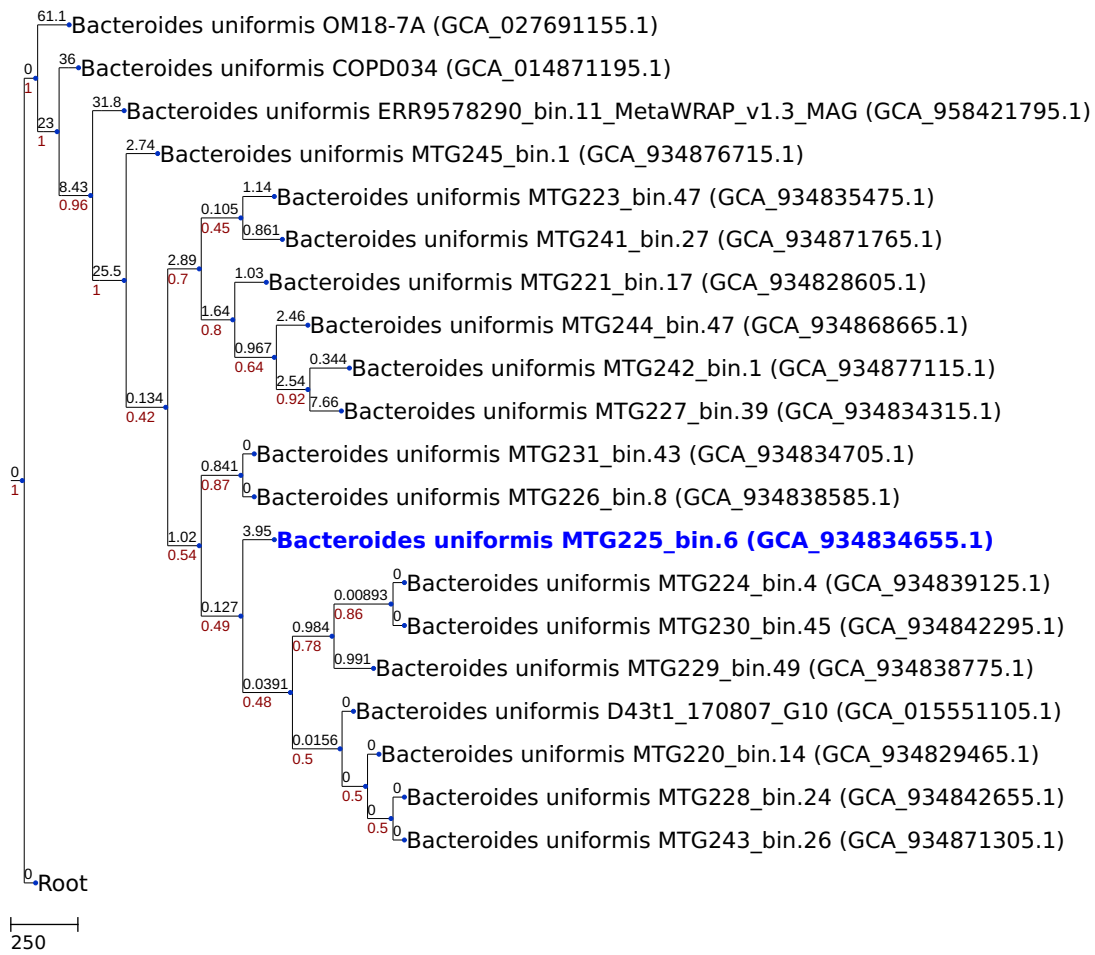 61.1 Bacteroides uniformis OM18-7A (GCA_027691155.1)
0
1
36 Bacteroides uniformis COPD034 (GCA_014871195.1)
23
1
31.8 Bacteroides uniformis ERR9578290_bin.11_MetaWRAP_v1.3_MAG (GCA_958421795.1)
2.74 Bacteroides uniformis MTG245_bin.1 (GCA_934876715.1)
8.43
0.96
1.14 Bacteroides uniformis MTG223_bin.47 (GCA_934835475.1)
0.105
0.45
0.861 Bacteroides uniformis MTG241_bin.27 (GCA_934871765.1)
2.89
0.7
25.5
1
1.03 Bacteroides uniformis MTG221_bin.17 (GCA_934828605.1)
1.64
0.8
2.46 Bacteroides uniformis MTG244_bin.47 (GCA_934868665.1)
0.967
0.64
0.344 Bacteroides uniformis MTG242_bin.1 (GCA_934877115.1)
2.54
0.92
7.66 Bacteroides uniformis MTG227_bin.39 (GCA_934834315.1)
0.134
0.42
0 Bacteroides uniformis MTG231_bin.43 (GCA_934834705.1)
0.841
0.87
0
1
0 Bacteroides uniformis MTG226_bin.8 (GCA_934838585.1)
1.02
0.54
3.95 Bacteroides uniformis MTG225_bin.6 (GCA_934834655.1)
0 Bacteroides uniformis MTG224_bin.4 (GCA_934839125.1)
0.00893
0.86
0.127
0.49
0 Bacteroides uniformis MTG230_bin.45 (GCA_934842295.1)
0.984
0.78
0.991 Bacteroides uniformis MTG229_bin.49 (GCA_934838775.1)
0.0391
0.48
0 Bacteroides uniformis D43t1_170807_G10 (GCA_015551105.1)
0.0156
0.5
0 Bacteroides uniformis MTG220_bin.14 (GCA_934829465.1)
0
0.5
0 Bacteroides uniformis MTG228_bin.24 (GCA_934842655.1)
0
0.5
0 Bacteroides uniformis MTG243_bin.26 (GCA_934871305.1)
0 Root
250